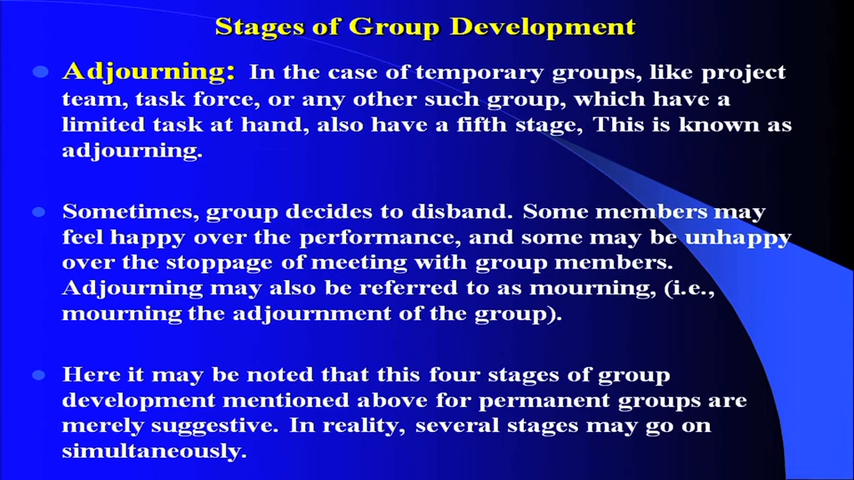 Stages of Group Development
Adjourning: In the case of temporary groups, like project
team, task force, or any other such group, which have a
limited task at hand, also have a fifth stage, This is known as
adjourning.
Sometimes, group decides to disband. Some members may
feel happy over the performance, and some may be unhappy
over the stoppage of meeting with group members.
Adjourning may also be referred to as mourning, (i.e.,
mourning the adjournment of the group).
Here it may be noted that this four stages of group
development mentioned above for permanent groups are
merely suggestive. In reality, several stages may go on
simultaneously.